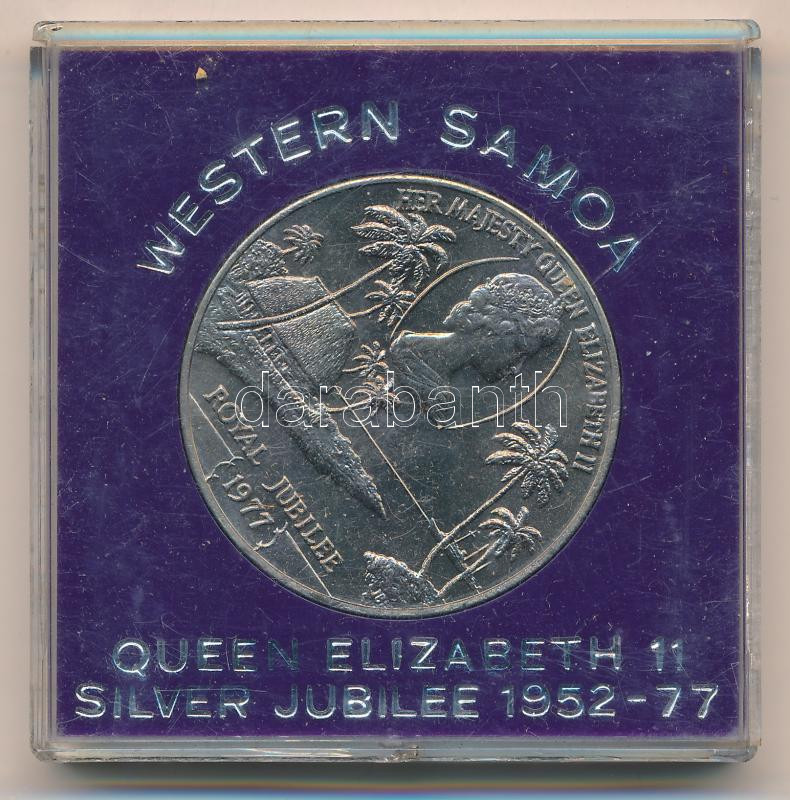 WESTERN SAMOA
HER MAJESTY QUEEN ELIZABETH II
ROYAL JUBILEE
1977
darabanth
QUEEN ELIZABETH 11
SILVER JUBILEE 1952-77